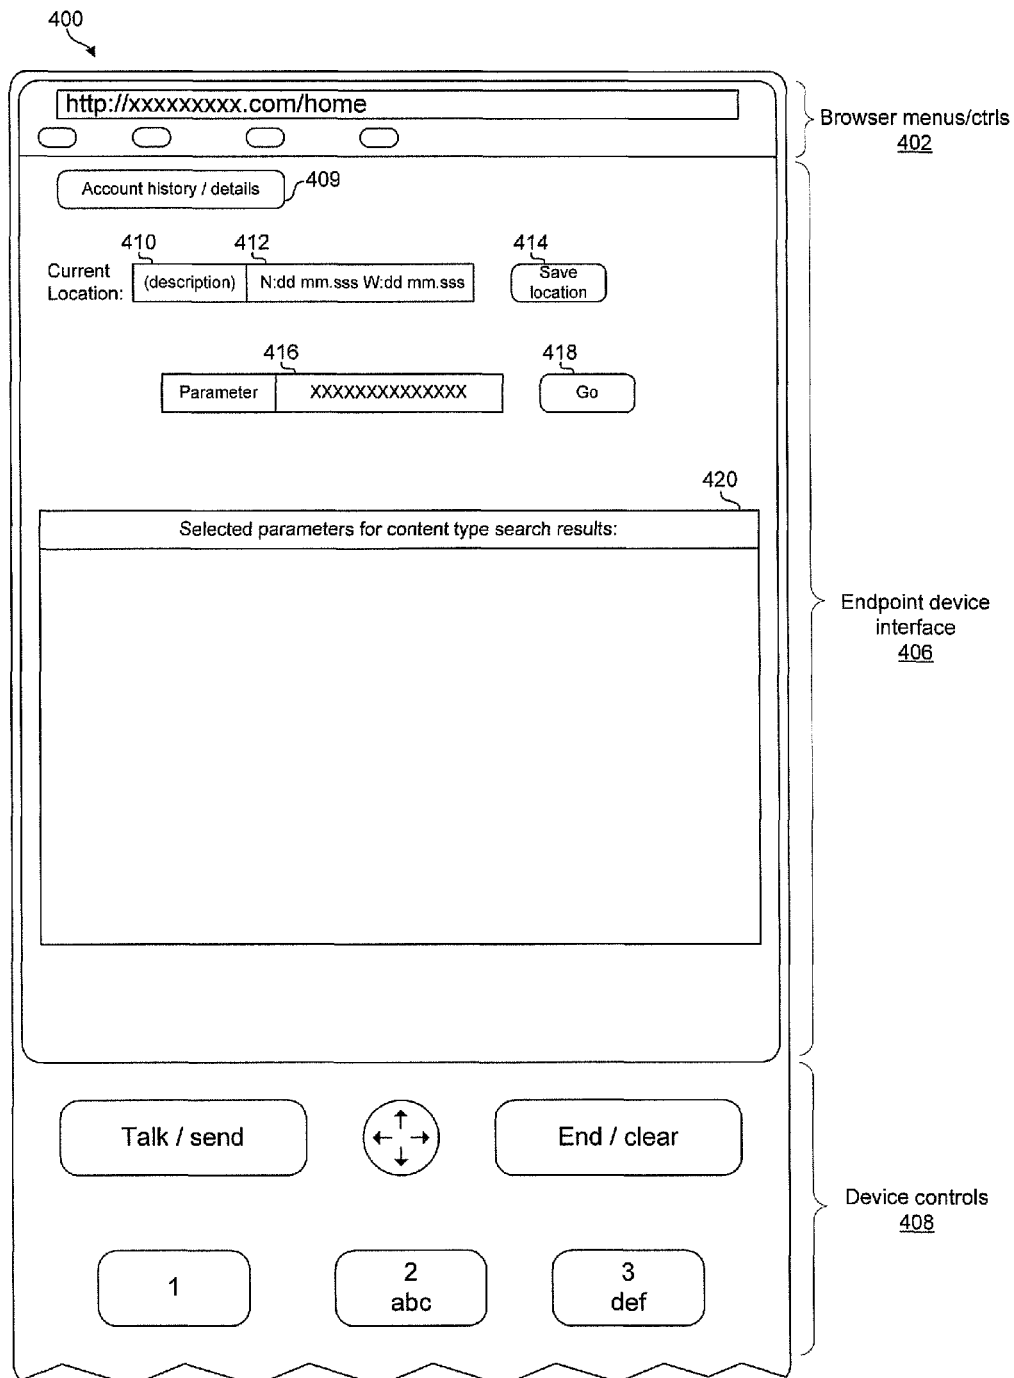 400
http://xxxxxxxxx.com/home
Browser menus/ctrls
402
Account history / details
409
410
412
414
Current
Location:
(description)
N:dd mm.sss W:dd mm.sss
Save
location
416
418
Parameter
XXXXXXXXXXXXXX
Go
420
Selected parameters for content type search results:
Endpoint device
interface
406
Talk / send
End / clear
Device controls
408
1
2
abc
3
def